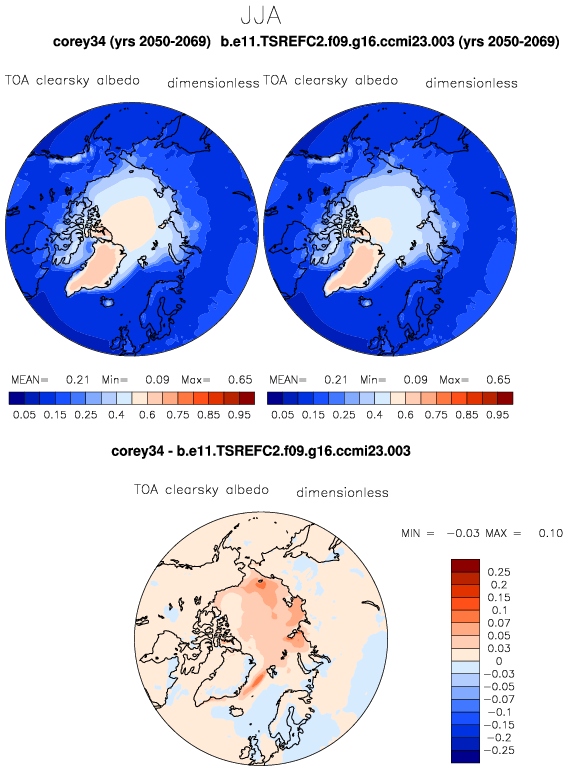 JJA
corey34 (yrs 2050-2069) b.e11.TSREFC2.f09.g16.ccmi23.003 (yrs 2050-2069)
TOA clearsky albedo dimensionless TOA clearsky albedo dimensionless
MEAN= 0.21 Min= 0.09 Max= 0.65 MEAN= 0.21 Min= 0.09 Max= 0.65
0.05 0.15 0.25 0.4 0.6 0.75 0.85 0.95 0.05 0.15 0.25 0.4 0.6 0.75 0.85 0.95
corey34 - b.e11.TSREFC2.f09.g16.ccmi23.003
TOA clearsky albedo dimensionless
MIN = -0.03 MAX = 0.10
0.25
0.2
0.15
0.1
0.07
0.05
0.03
0
-0.03
-0.05
-0.07
-0.1
-0.15
-0.2
-0.25